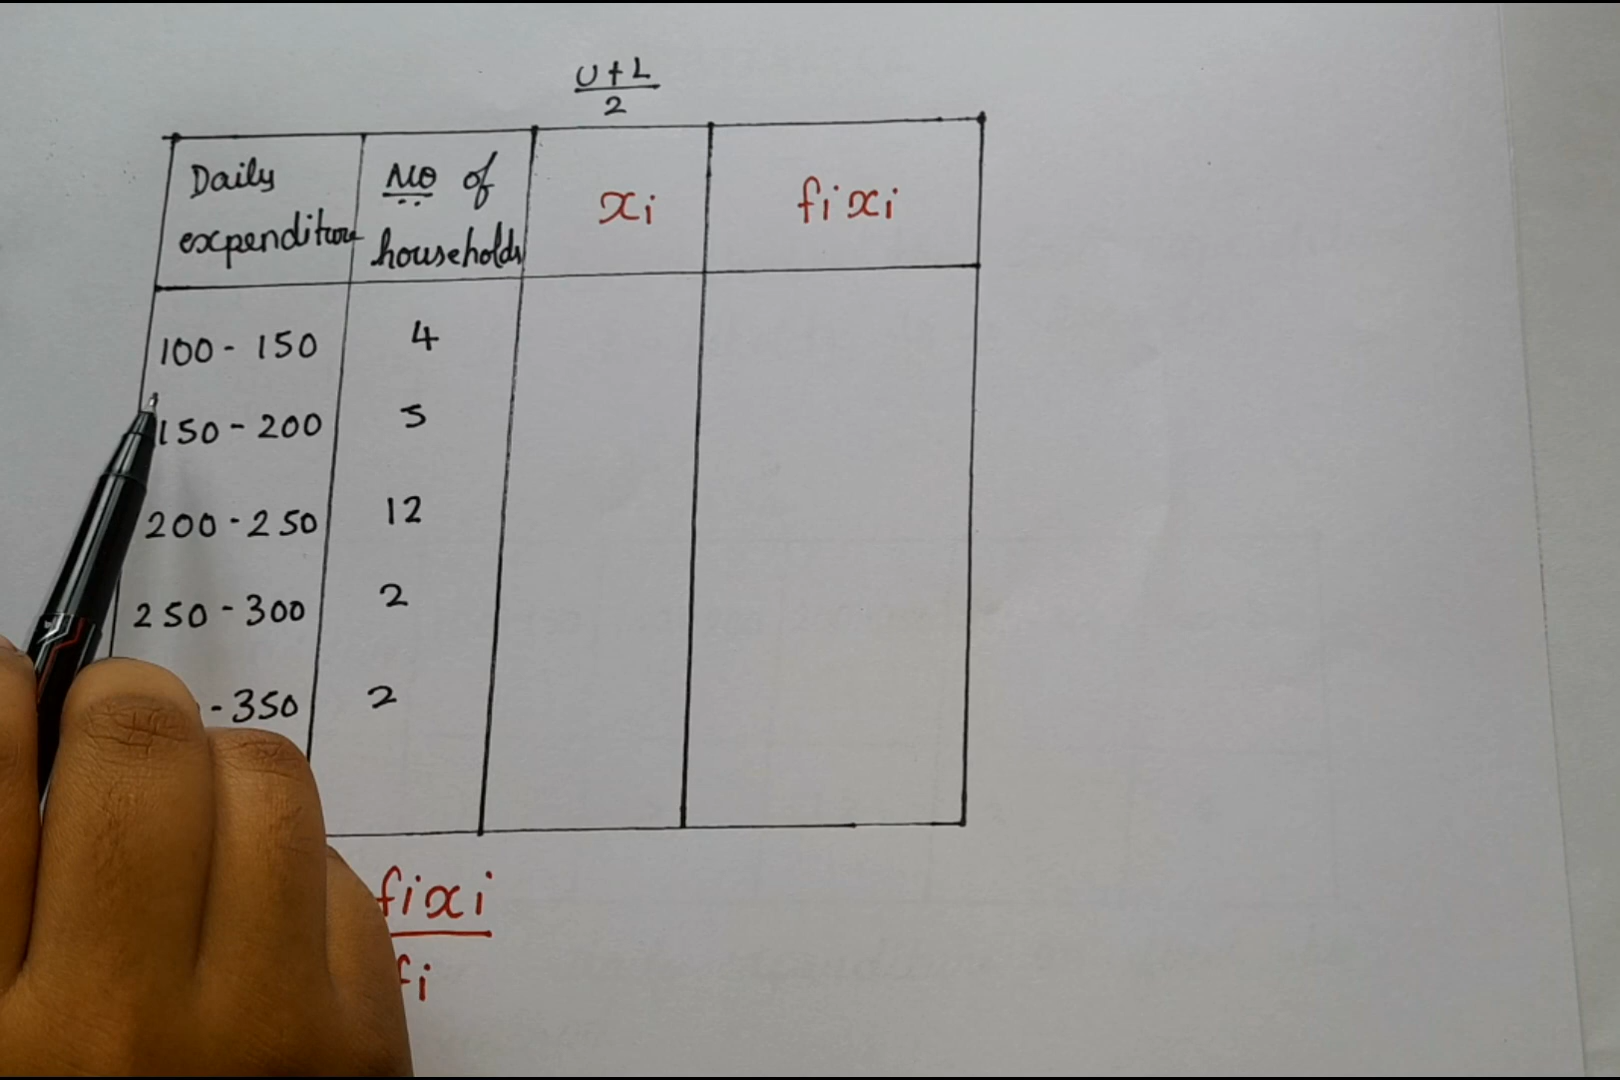 U+L
2
Daily expenditure
NO of households
xi
fixi
100 - 150
4
150 - 200
5
200 - 250
12
250 - 300
2
- 350
2
fixi
fi